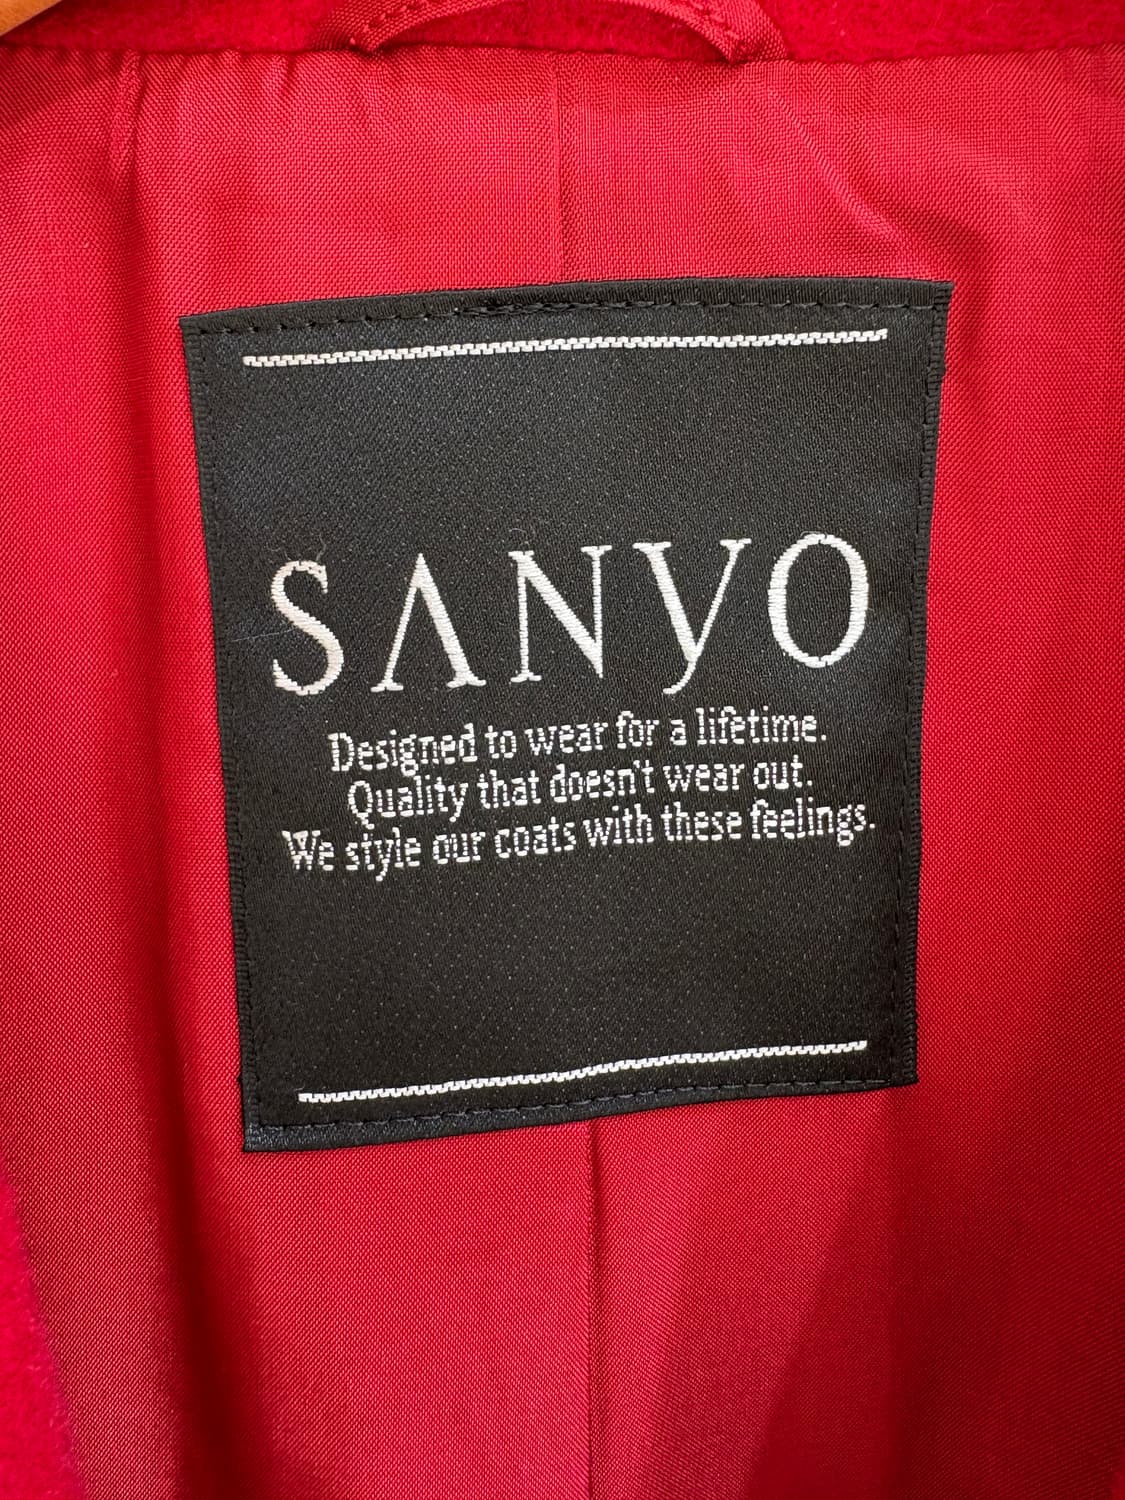 SANYO
Designed to wear for a lifetime.
Quality that doesn't wear out.
We style our coats with these feelings.